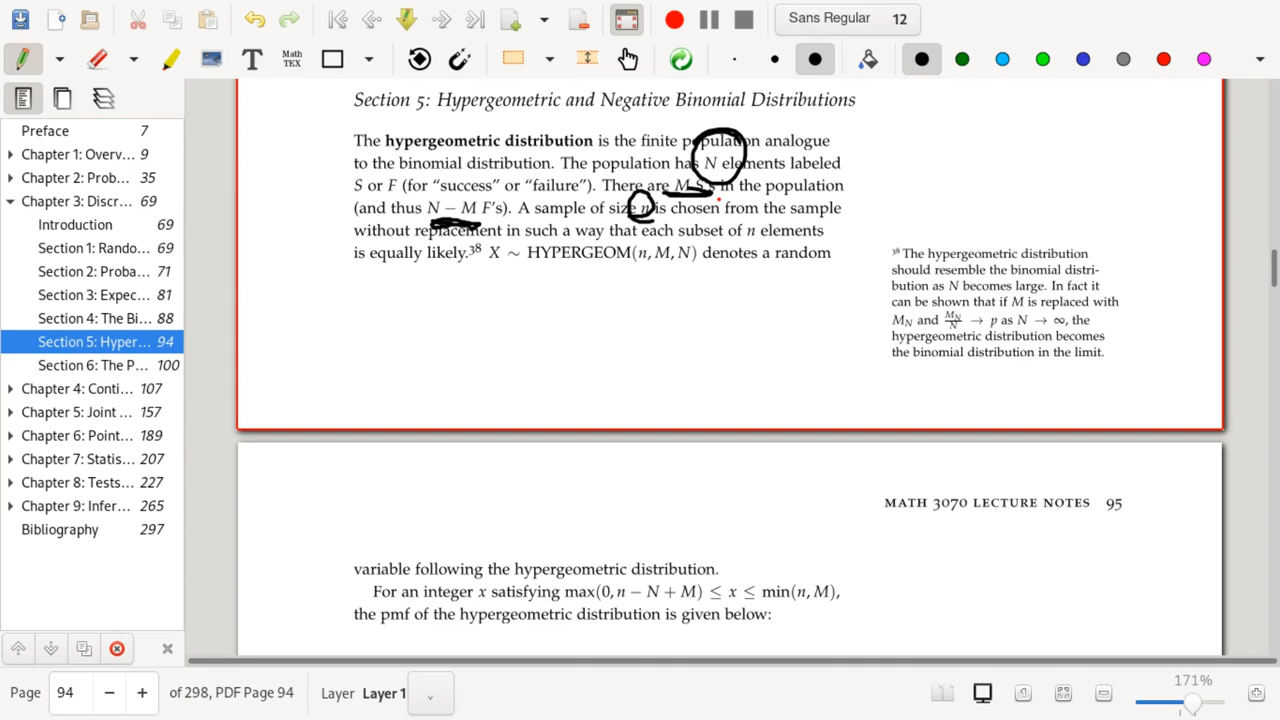 Sans Regular 12
Math
TEX
Preface 7
Chapter 1: Overv... 9
Chapter 2: Prob... 35
Chapter 3: Discr... 69
Introduction 69
Section 1: Rando... 69
Section 2: Proba... 71
Section 3: Expec... 81
Section 4: The Bi... 88
Section 5: Hyper... 94
Section 6: The P... 100
Chapter 4: Conti... 107
Chapter 5: Joint ... 157
Chapter 6: Point... 189
Chapter 7: Statis... 207
Chapter 8: Tests... 227
Chapter 9: Infer... 265
Bibliography 297
Section 5: Hypergeometric and Negative Binomial Distributions
The hypergeometric distribution is the finite population analogue
to the binomial distribution. The population has N elements labeled
S or F (for “success” or “failure”). There are M S’s in the population
(and thus N − M F’s). A sample of size n is chosen from the sample
without replacement in such a way that each subset of n elements
is equally likely.³⁸ X ∼ HYPERGEOM(n, M, N) denotes a random
³⁸ The hypergeometric distribution
should resemble the binomial distri-
bution as N becomes large. In fact it
can be shown that if M is replaced with
M_N and M_N/N → p as N → ∞, the
hypergeometric distribution becomes
the binomial distribution in the limit.
MATH 3070 LECTURE NOTES 95
variable following the hypergeometric distribution.
For an integer x satisfying max(0, n − N + M) ≤ x ≤ min(n, M),
the pmf of the hypergeometric distribution is given below:
Page 94 − + of 298, PDF Page 94 Layer Layer 1
171%